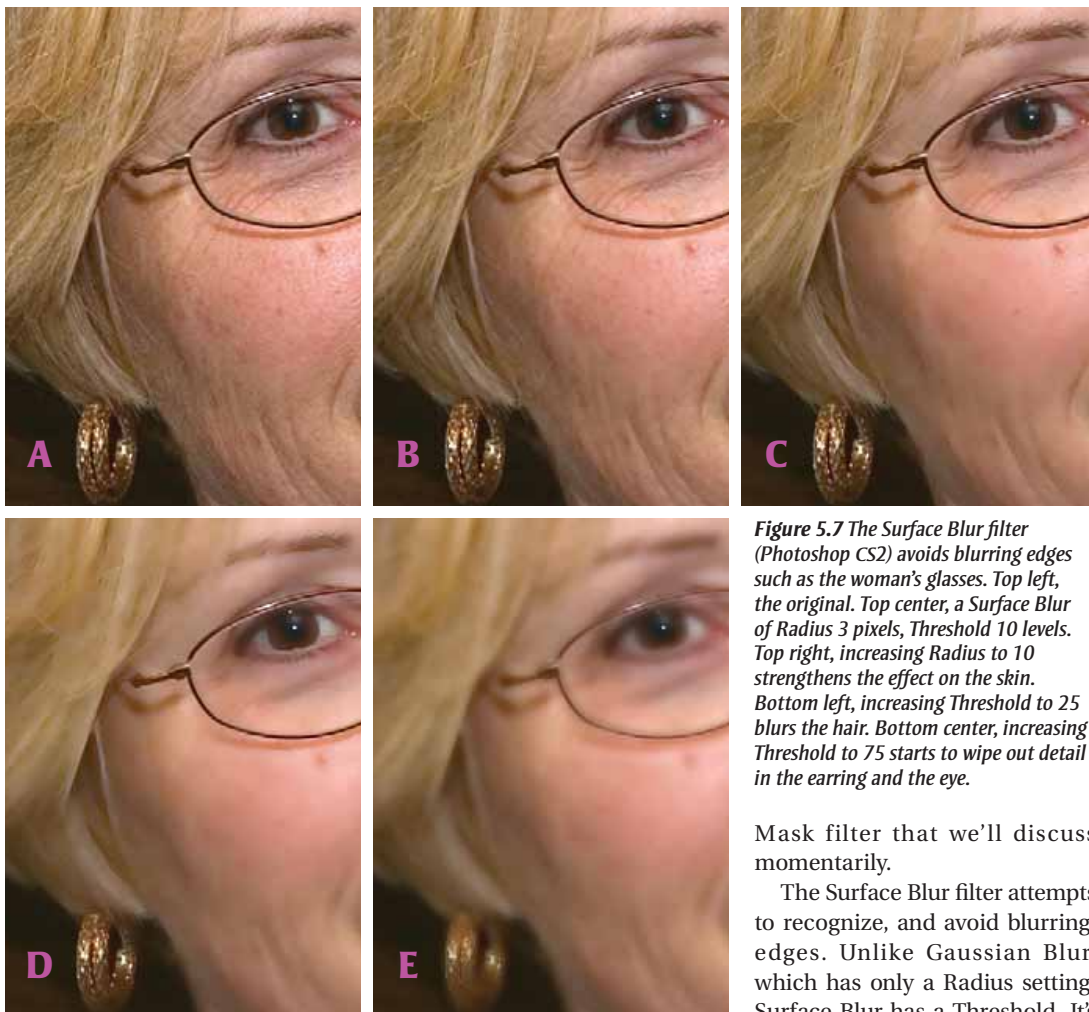 A
B
C
Figure 5.7 The Surface Blur filter
(Photoshop CS2) avoids blurring edges
such as the woman's glasses. Top left,
the original. Top center, a Surface Blur
of Radius 3 pixels, Threshold 10 levels.
Top right, increasing Radius to 10
strengthens the effect on the skin.
Bottom left, increasing Threshold to 25
blurs the hair. Bottom center, increasing
Threshold to 75 starts to wipe out detail
in the earring and the eye.
D
E
Mask filter that we'll discuss
momentarily.
The Surface Blur filter attempts
to recognize, and avoid blurring
edges. Unlike Gaussian Blur
which has only a Radius setting
Surface Blur has a Threshold. It's